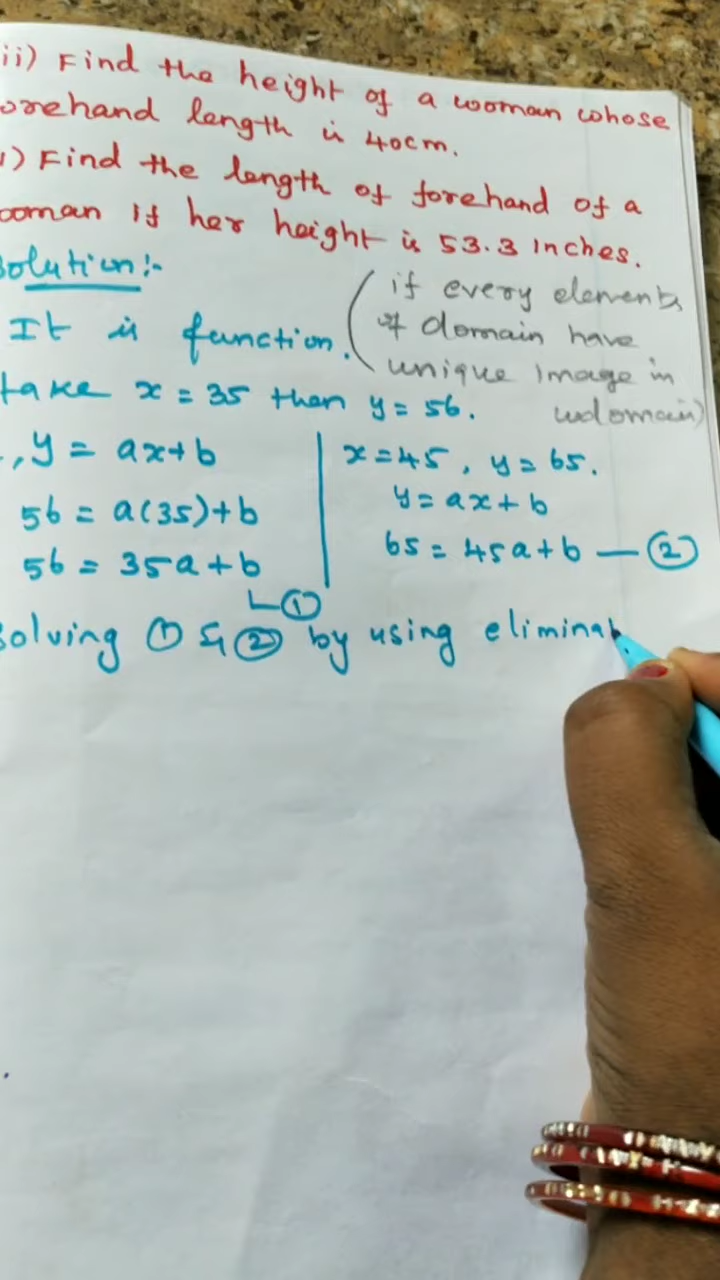 ii) Find the height of a woman whose
orehand length is 40cm.
) Find the length of forehand of a
oman if her height is 53.3 inches.
solution:-
It is function. (if every elements
of domain have
unique image in
codomain)
take x = 35 then y = 56.
, y = ax+b
56 = a(35)+b
56 = 35a+b
①
x=45, y=65.
y = ax+b
65 = 45a+b — ②
solving ① & ② by using eliminat